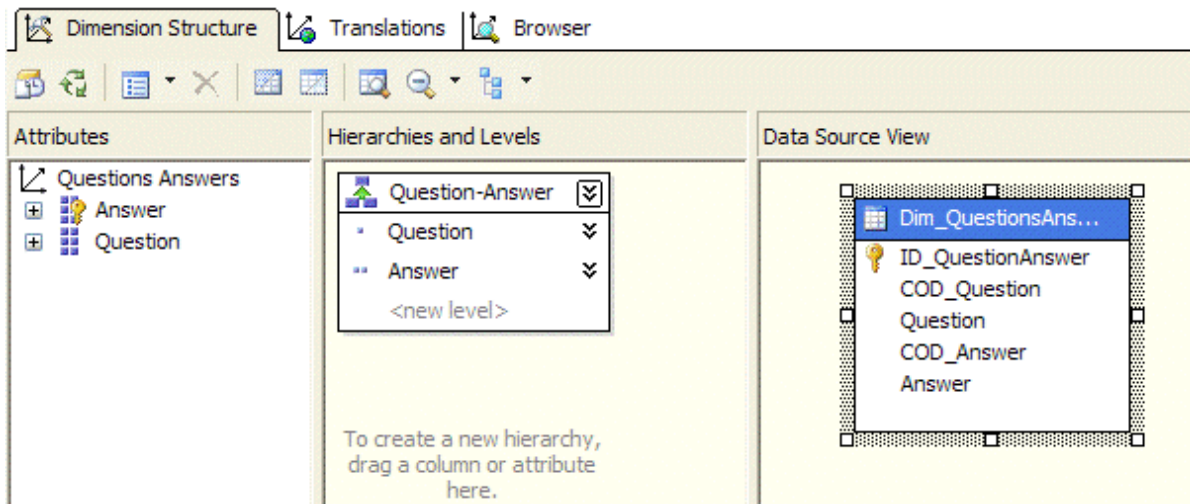 Dimension Structure
Translations
Browser
Attributes
Questions Answers
Answer
Question
Hierarchies and Levels
Question-Answer
Question
Answer
<new level>
To create a new hierarchy,
drag a column or attribute
here.
Data Source View
Dim_QuestionsAns...
ID_QuestionAnswer
COD_Question
Question
COD_Answer
Answer